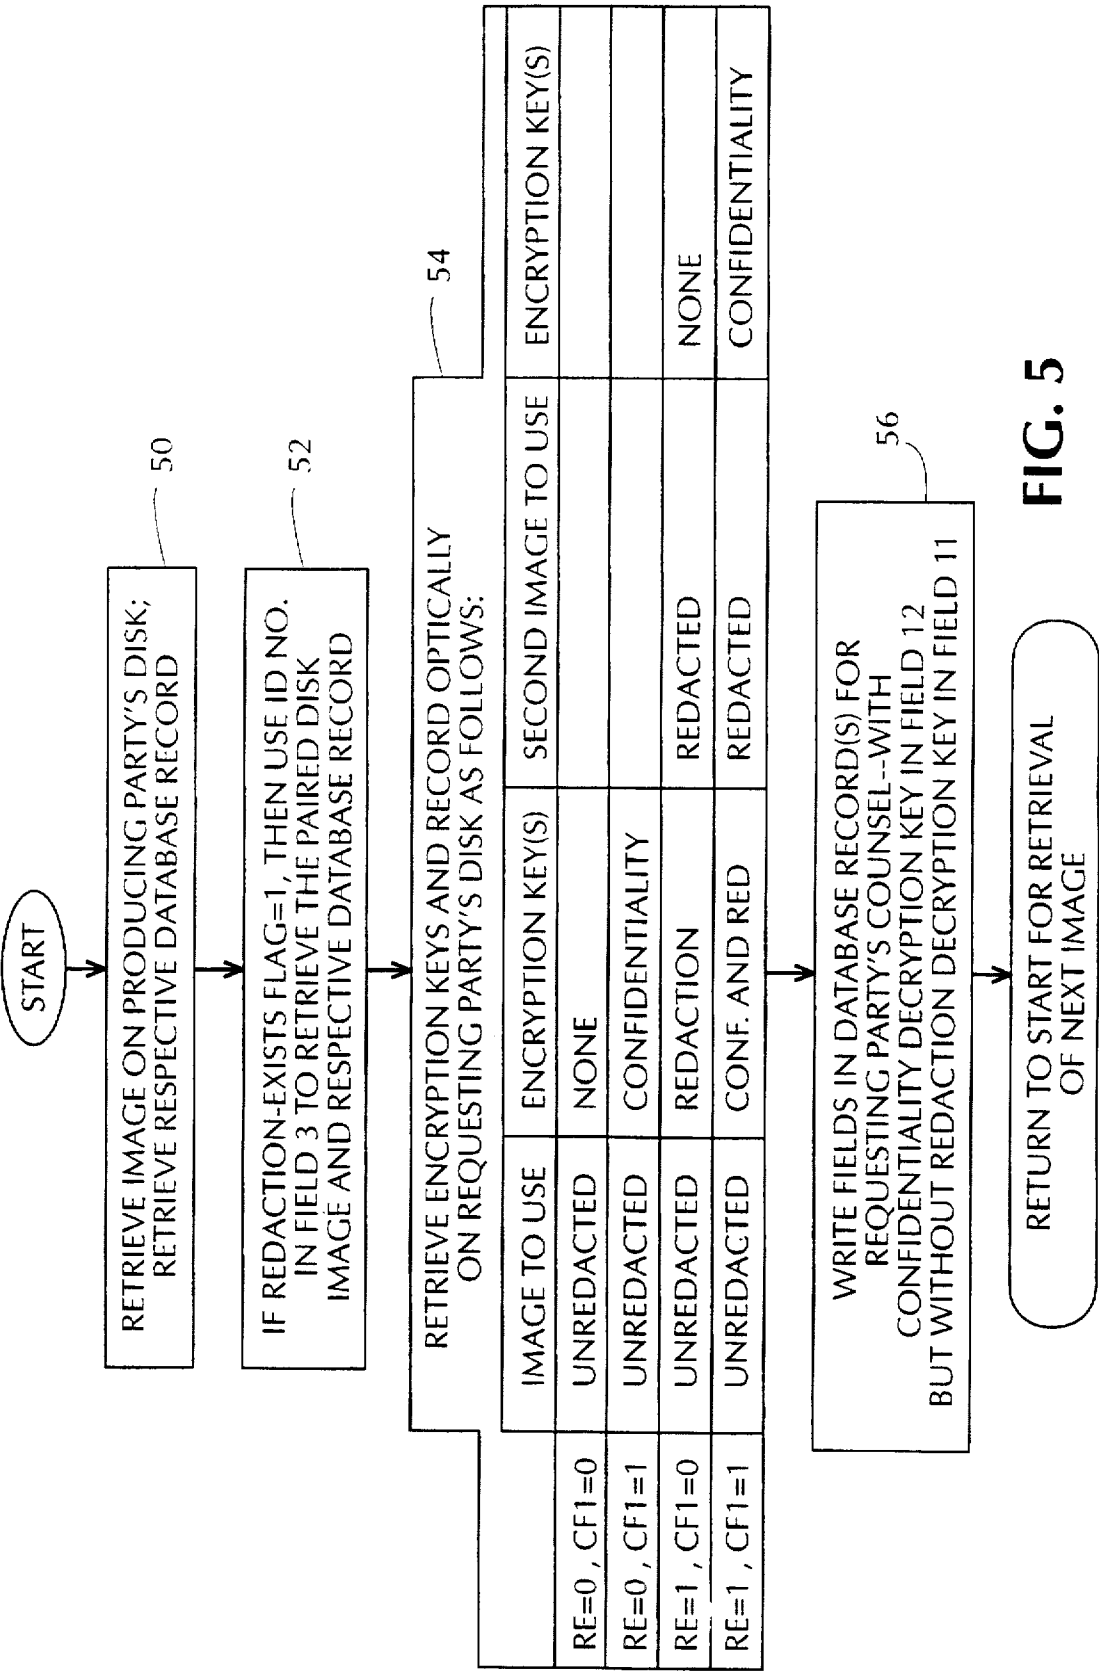 START
50
RETRIEVE IMAGE ON PRODUCING PARTY'S DISK;
RETRIEVE RESPECTIVE DATABASE RECORD
52
IF REDACTION-EXISTS FLAG=1, THEN USE ID NO.
IN FIELD 3 TO RETRIEVE THE PAIRED DISK
IMAGE AND RESPECTIVE DATABASE RECORD
54
RETRIEVE ENCRYPTION KEYS AND RECORD OPTICALLY
ON REQUESTING PARTY'S DISK AS FOLLOWS:
IMAGE TO USE ENCRYPTION KEY(S) SECOND IMAGE TO USE ENCRYPTION KEY(S)
RE=0 , CF1=0 UNREDACTED NONE
RE=0 , CF1=1 UNREDACTED CONFIDENTIALITY
RE=1 , CF1=0 UNREDACTED REDACTION REDACTED NONE
RE=1 , CF1=1 UNREDACTED CONF. AND RED REDACTED CONFIDENTIALITY
56
WRITE FIELDS IN DATABASE RECORD(S) FOR
REQUESTING PARTY'S COUNSEL--WITH
CONFIDENTIALITY DECRYPTION KEY IN FIELD 12
BUT WITHOUT REDACTION DECRYPTION KEY IN FIELD 11
RETURN TO START FOR RETRIEVAL
OF NEXT IMAGE
FIG. 5